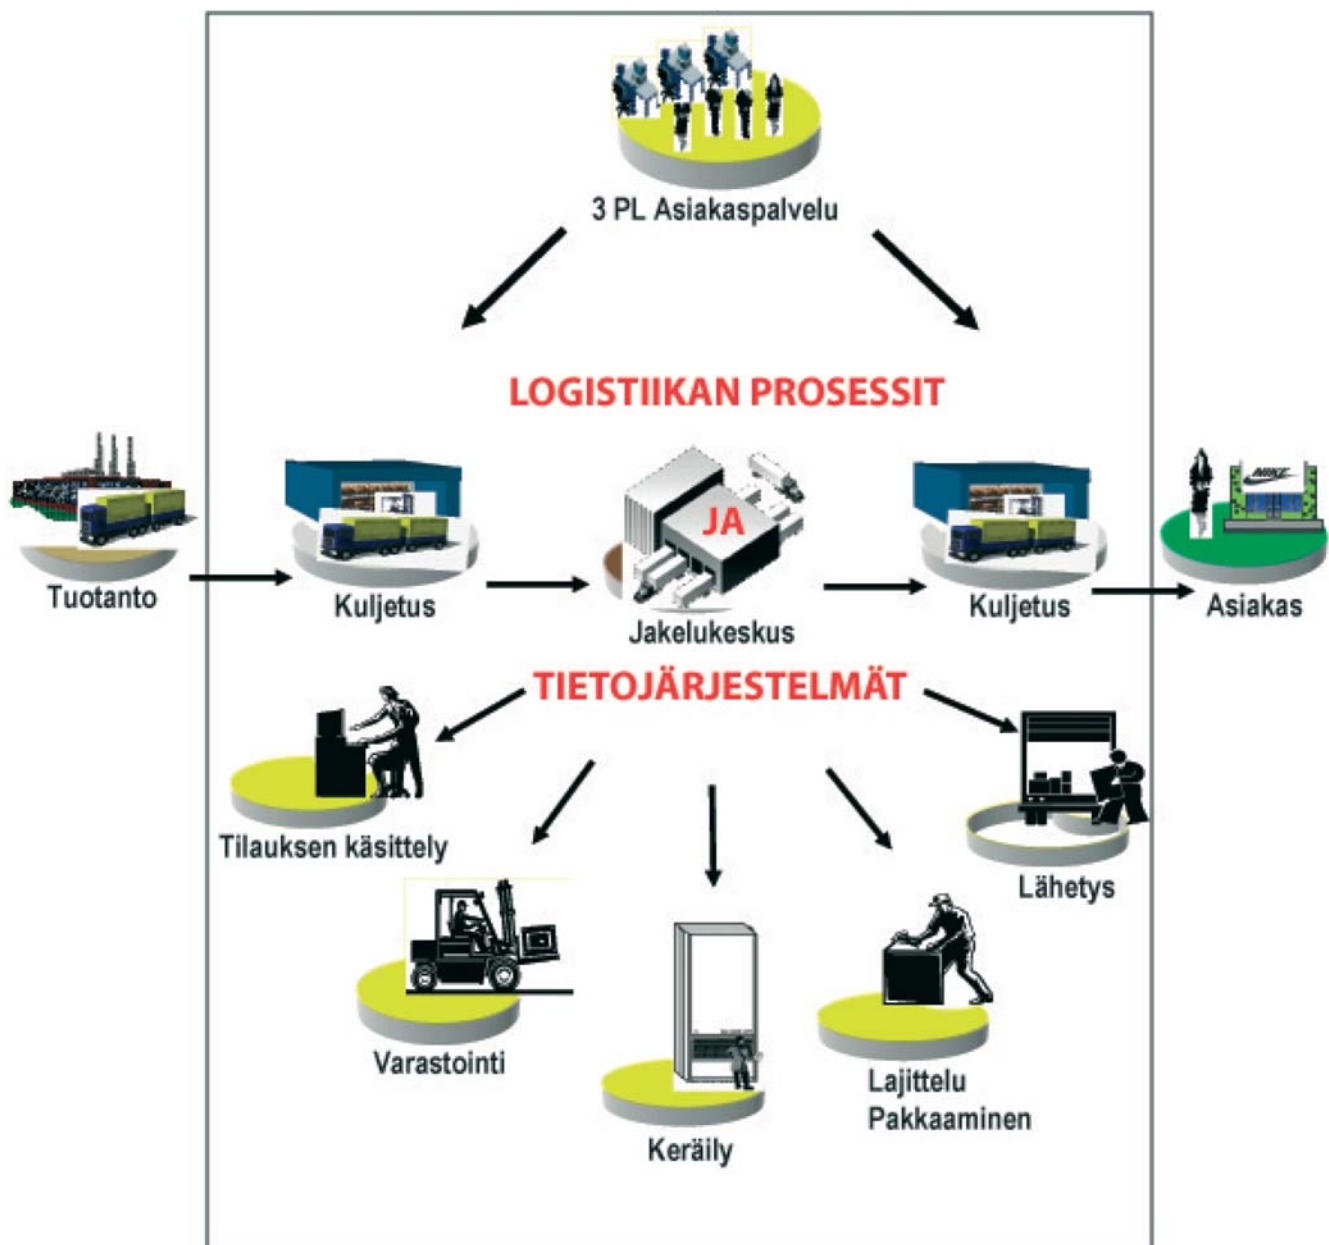 3 PL Asiakaspalvelu
LOGISTIIKAN PROSESSIT
NIKE
JA
Tuotanto
Kuljetus
Jakelukeskus
Kuljetus
Asiakas
TIETOJÄRJESTELMÄT
Tilauksen käsittely
Lähetys
Varastointi
Lajittelu
Pakkaaminen
Keräily